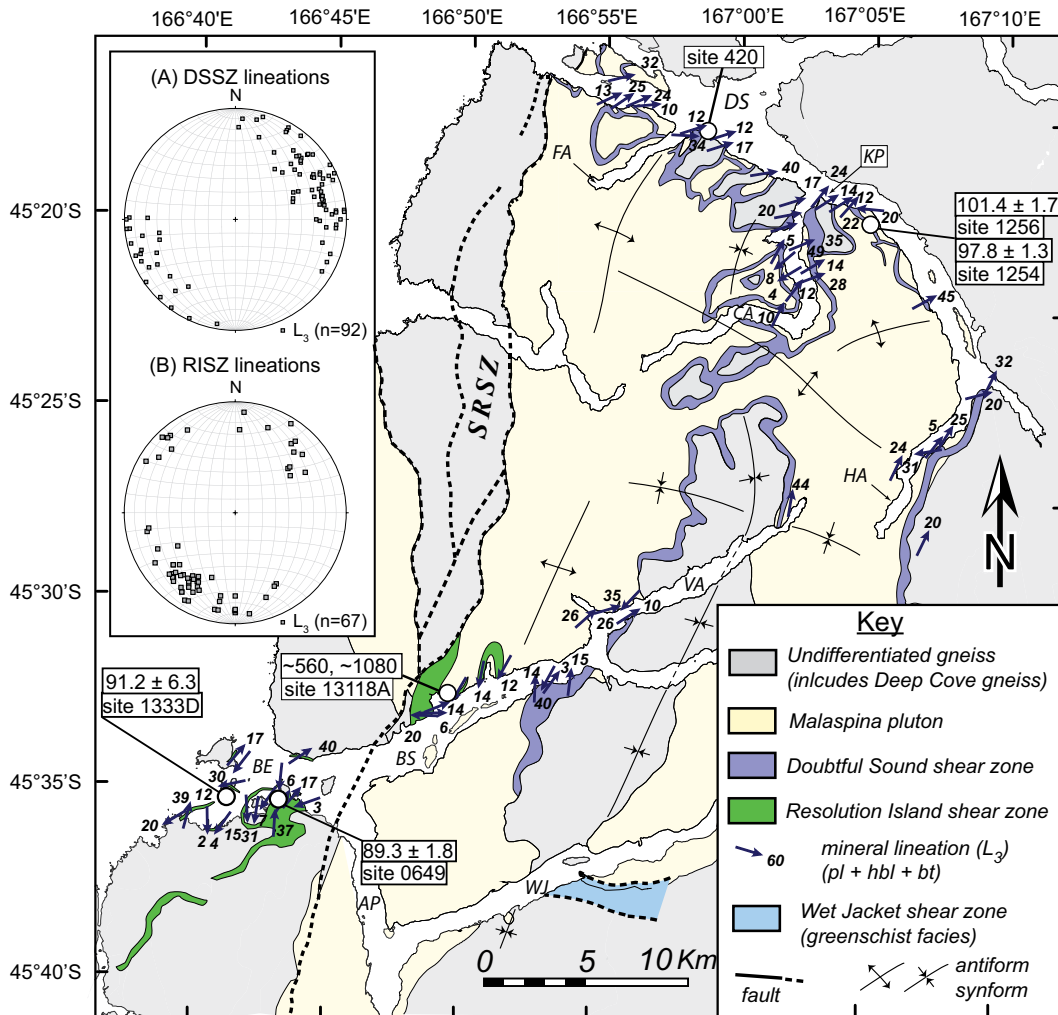 166°40'E 166°45'E 166°50'E 166°55'E 167°00'E 167°05'E 167°10'E
45°20'S
45°25'S
45°30'S
45°35'S
45°40'S
(A) DSSZ lineations
N
L3 (n=92)
(B) RISZ lineations
N
L3 (n=67)
site 420
DS
FA
KP
CA
HA
VA
SRSZ
BS
BE
AP
WJ
101.4 ± 1.7
site 1256
97.8 ± 1.3
site 1254
~560, ~1080
site 13118A
91.2 ± 6.3
site 1333D
89.3 ± 1.8
site 0649
32
13
25
24
10
12
34
12
17
40
17
24
14
12
20
22
20
5
49
35
8
14
4
12
28
10
45
32
20
5
25
24
31
20
44
35
10
26
26
14
3
15
40
12
14
14
20
6
17
40
30
12
39
20
2
4
15
31
7
6
17
3
37
N
0 5 10 Km
Key
Undifferentiated gneiss
(inlcudes Deep Cove gneiss)
Malaspina pluton
Doubtful Sound shear zone
Resolution Island shear zone
60
mineral lineation (L3)
(pl + hbl + bt)
Wet Jacket shear zone
(greenschist facies)
fault
antiform
synform